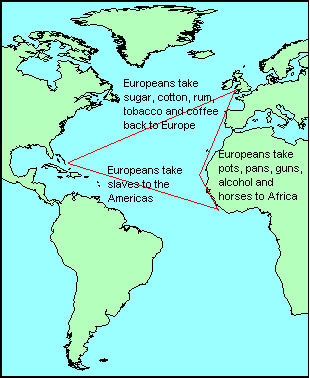 Europeans take
sugar, cotton, rum,
tobacco and coffee
back to Europe
Europeans take
slaves to the
Americas
Europeans take
pots, pans, guns,
alcohol and
horses to Africa